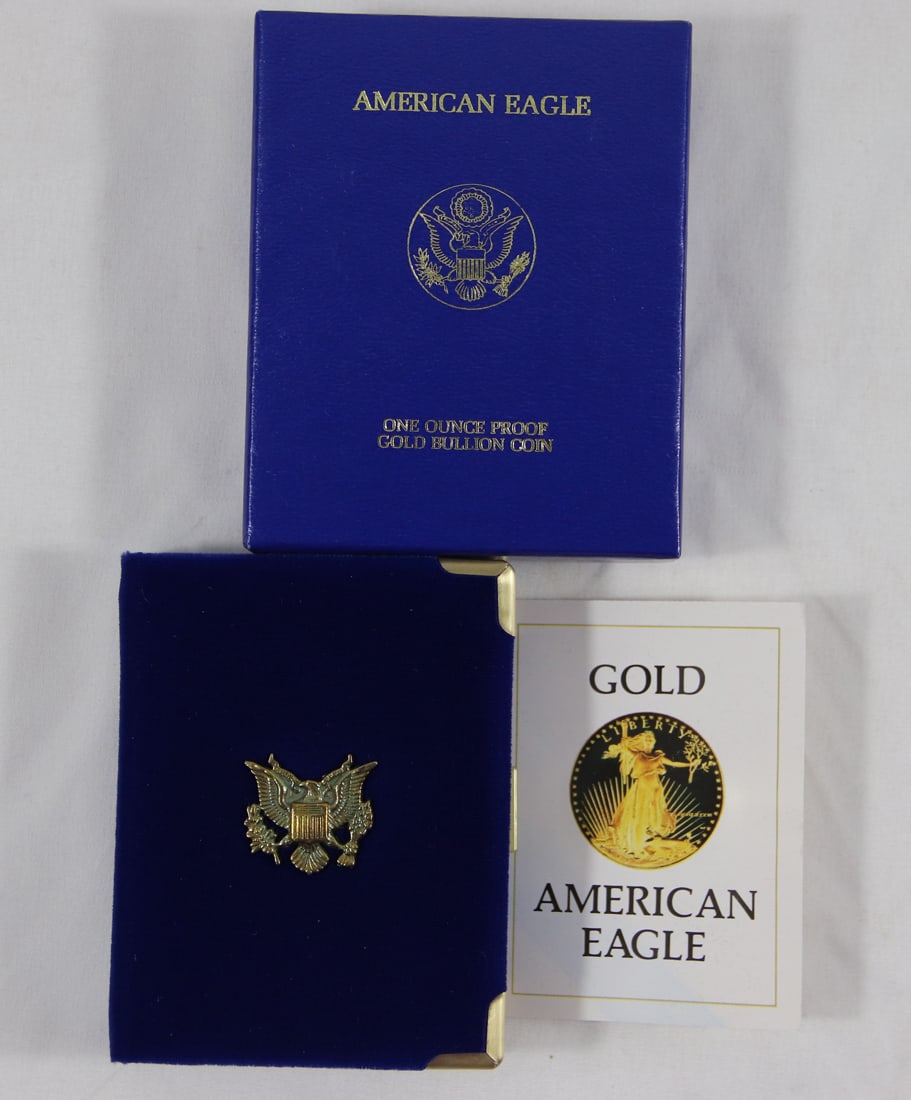 AMERICAN EAGLE
ONE OUNCE PROOF
GOLD BULLION COIN
GOLD
LIBERTY
AMERICAN
EAGLE